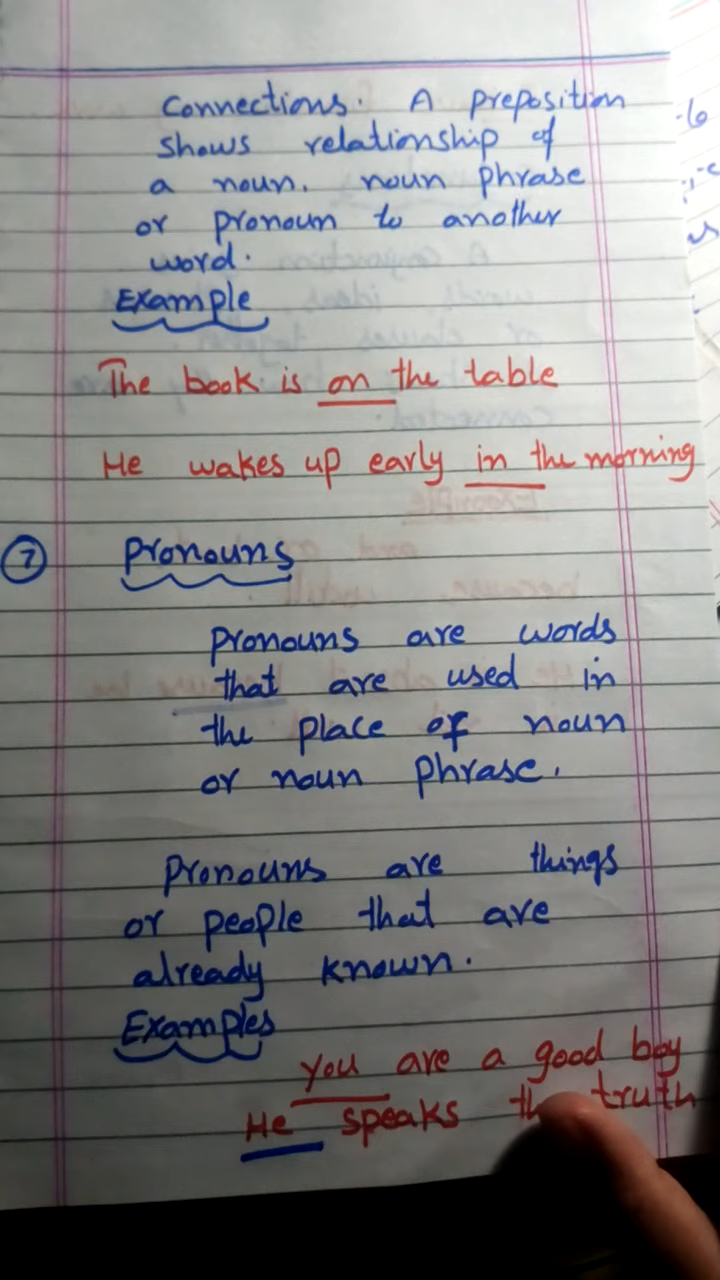 Connections. A preposition
shows relationship of
a noun. noun phrase
or pronoun to another
word.
Example
The book is on the table
He wakes up early in the morning
7 Pronouns
Pronouns are words
that are used in
the place of noun
or noun phrase.
Pronouns are things
or people that are
already known.
Examples
You are a good boy
He speaks truth